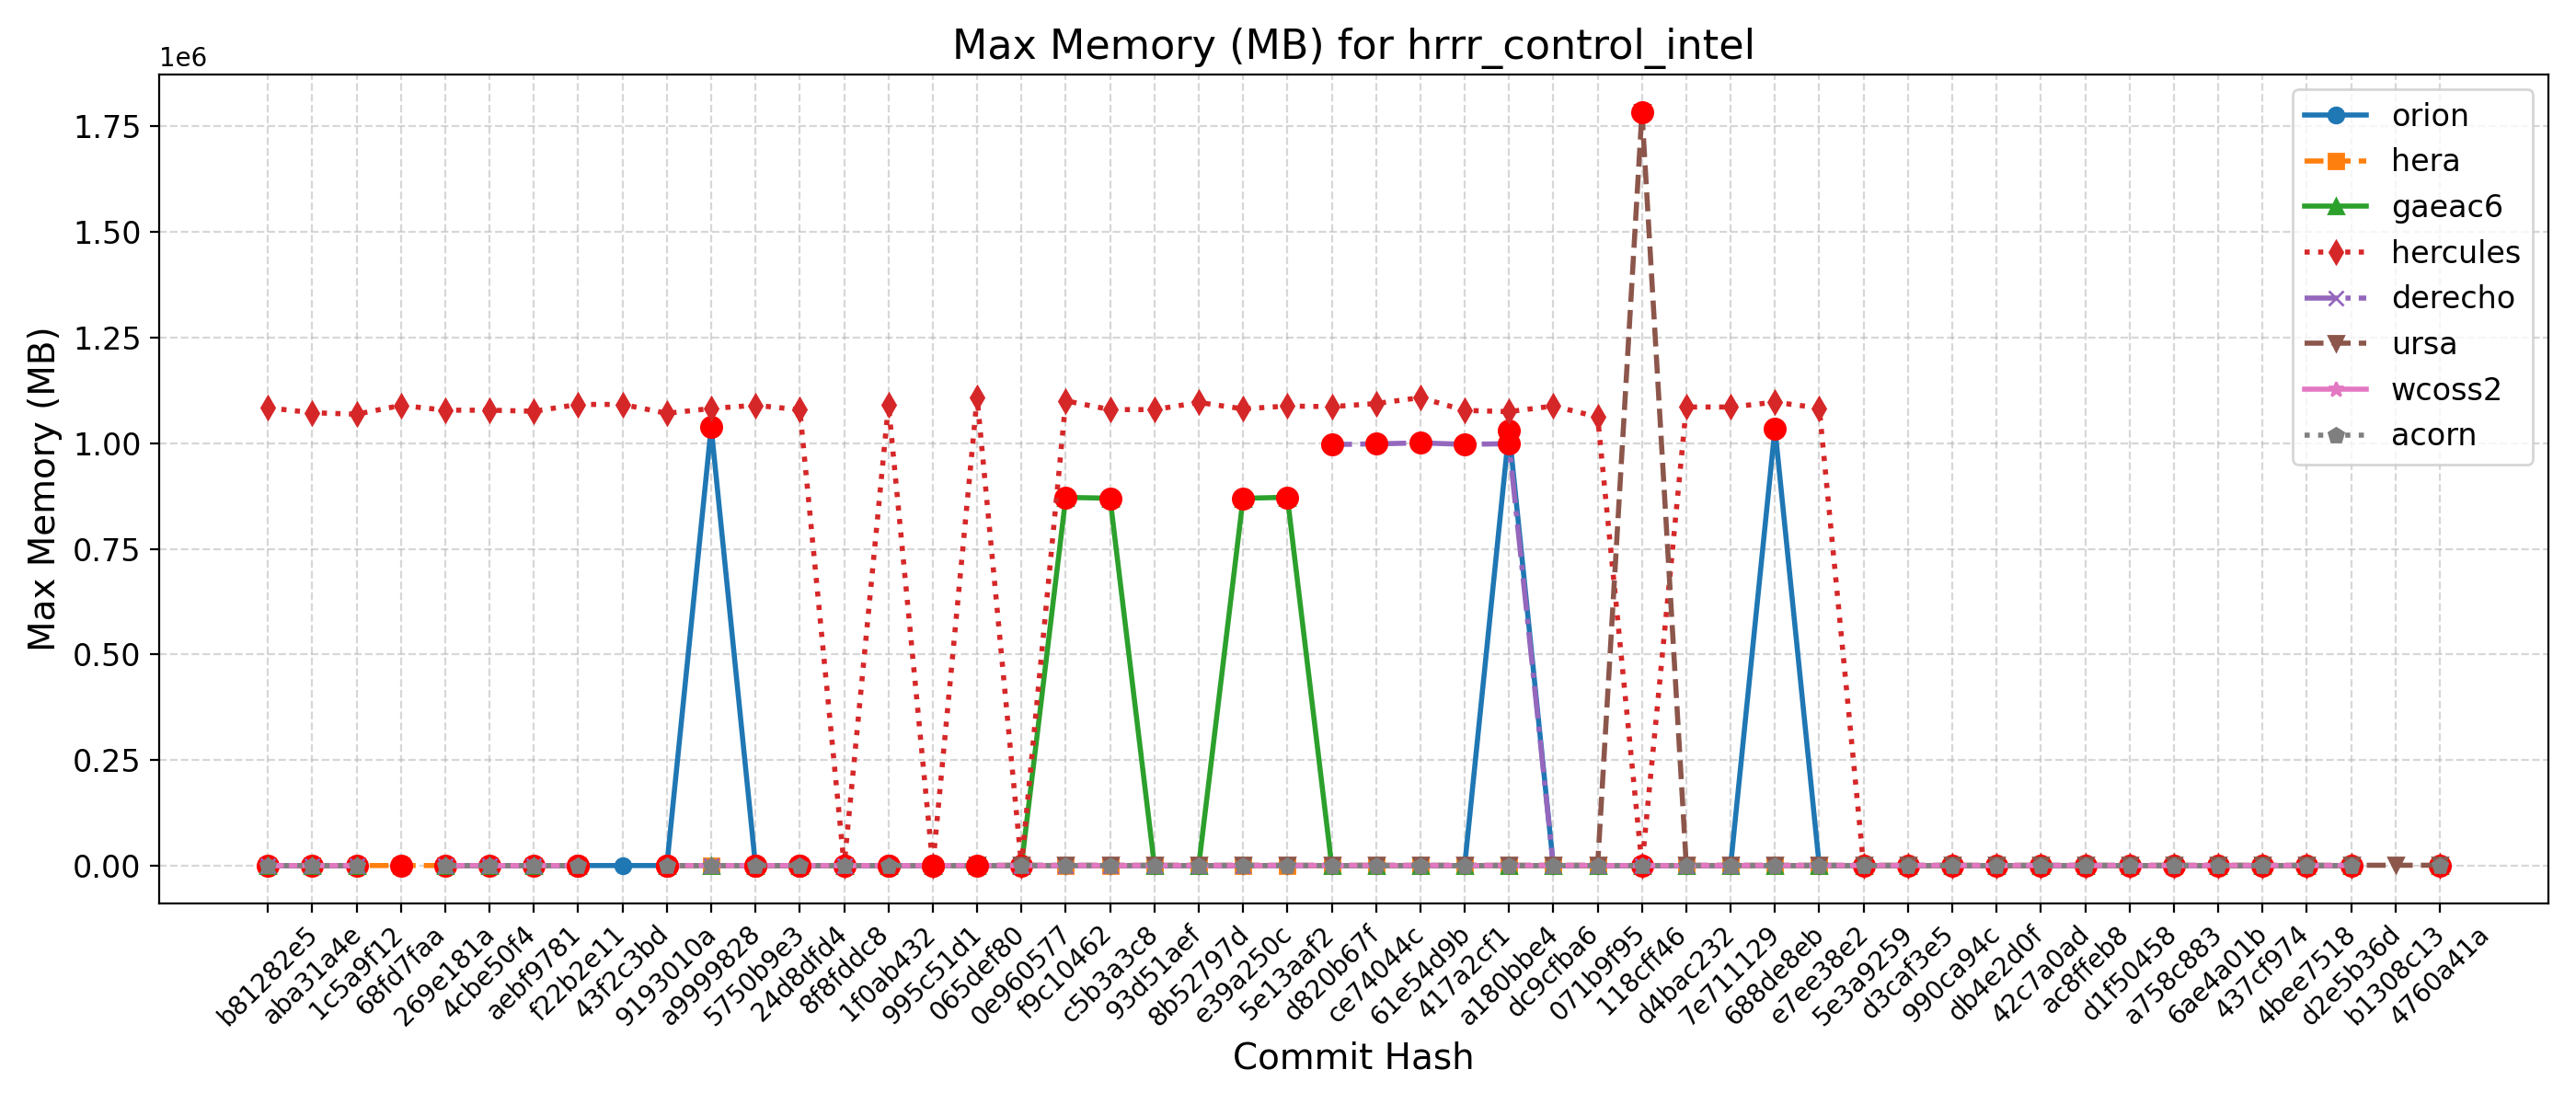 Max Memory (MB) for hrrr_control_intel
1e6
1.75
1.50
1.25
1.00
0.75
0.50
0.25
0.00
Max Memory (MB)
orion
hera
gaeac6
hercules
derecho
ursa
wcoss2
acorn
b81282e5
aba31a4e
1c5a9f12
68fd7faa
269e181a
4cbe50f4
aebf9781
f22b2e11
43f2c3bd
9193010a
a9999828
5750b9e3
24d8dfd4
8f8fddc8
1f0ab432
995c51d1
065def80
0e960577
f9c10462
c5b3a3c8
93d51aef
8b52797d
e39a250c
5e13aaf2
d820b67f
ce74044c
61e54d9b
417a2cf1
a180bbe4
dc9cfba6
071b9f95
118cff46
d4bac232
7e711129
688de8eb
e7ee38e2
5e3a9259
d3caf3e5
990ca94c
db4e2d0f
42c7a0ad
ac8ffeb8
d1f50458
a758c883
6ae4a01b
437cf974
4bee7518
d2e5b36d
b1308c13
4760a41a
Commit Hash